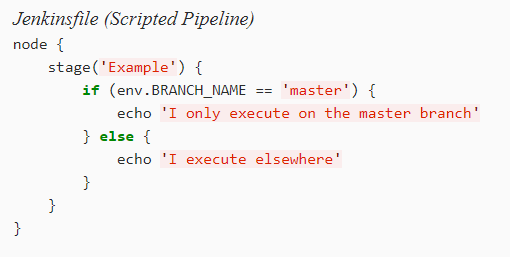 Jenkinsfile (Scripted Pipeline)
node {
    stage('Example') {
        if (env.BRANCH_NAME == 'master') {
            echo 'I only execute on the master branch'
        } else {
            echo 'I execute elsewhere'
        }
    }
}